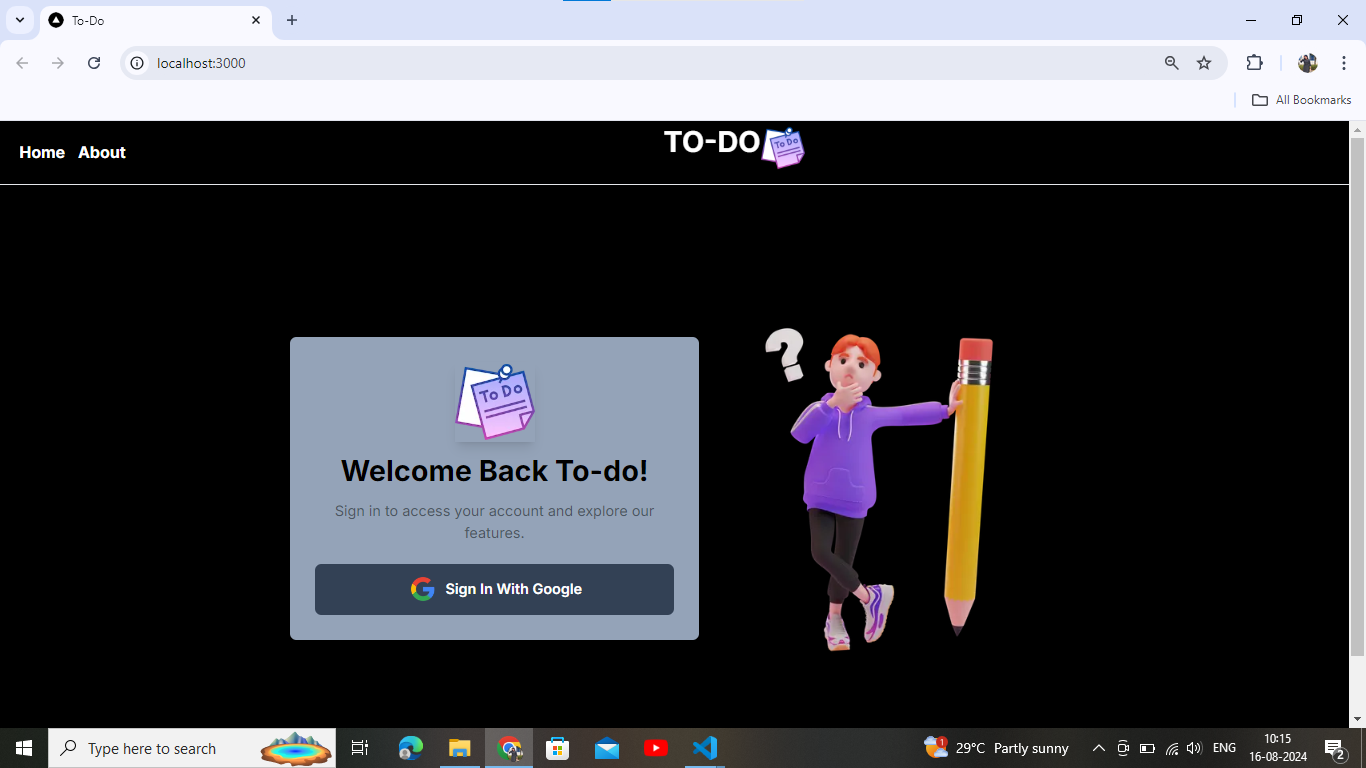 To-Do
localhost:3000
All Bookmarks
Home About
TO-DO
To Do
To Do
Welcome Back To-do!
Sign in to access your account and explore our
features.
Sign In With Google
?
Type here to search
1
29°C Partly sunny
ENG
10:15
16-08-2024
2